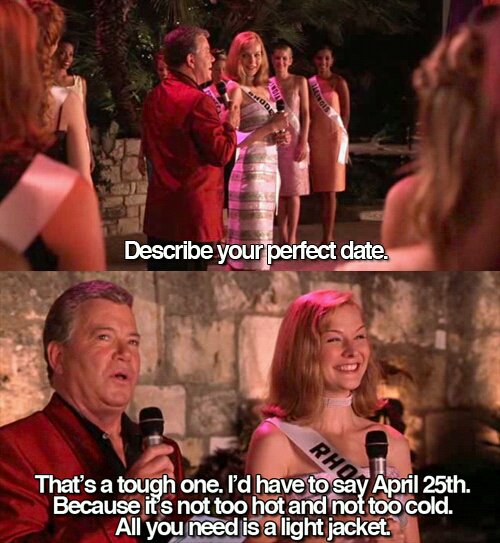 RHODE
Describe your perfect date.
RHO
That's a tough one. I'd have to say April 25th.
Because it's not too hot and not too cold.
All you need is a light jacket.